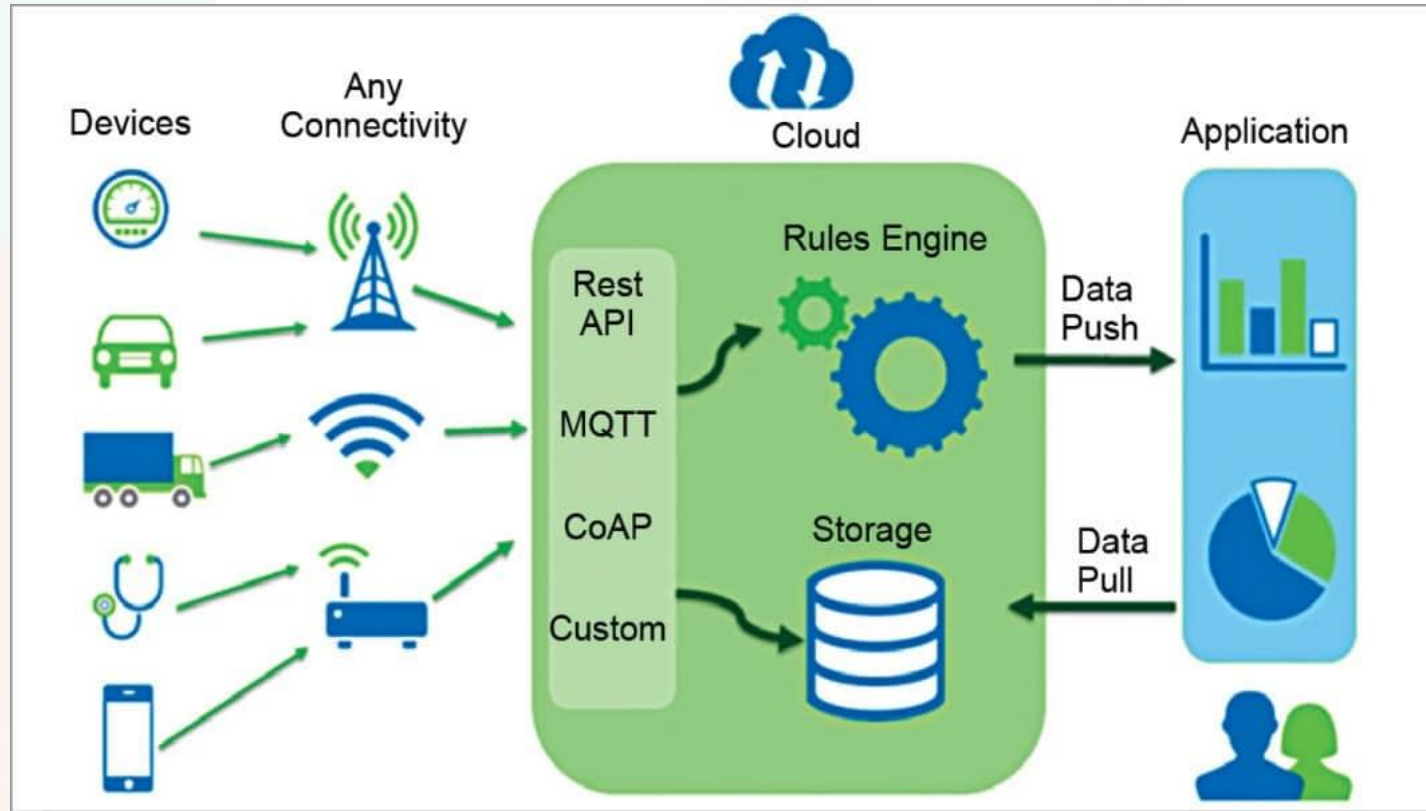 Devices
Any
Connectivity
Cloud
Application
Rest
API
MQTT
CoAP
Custom
Rules Engine
Storage
Data
Push
Data
Pull